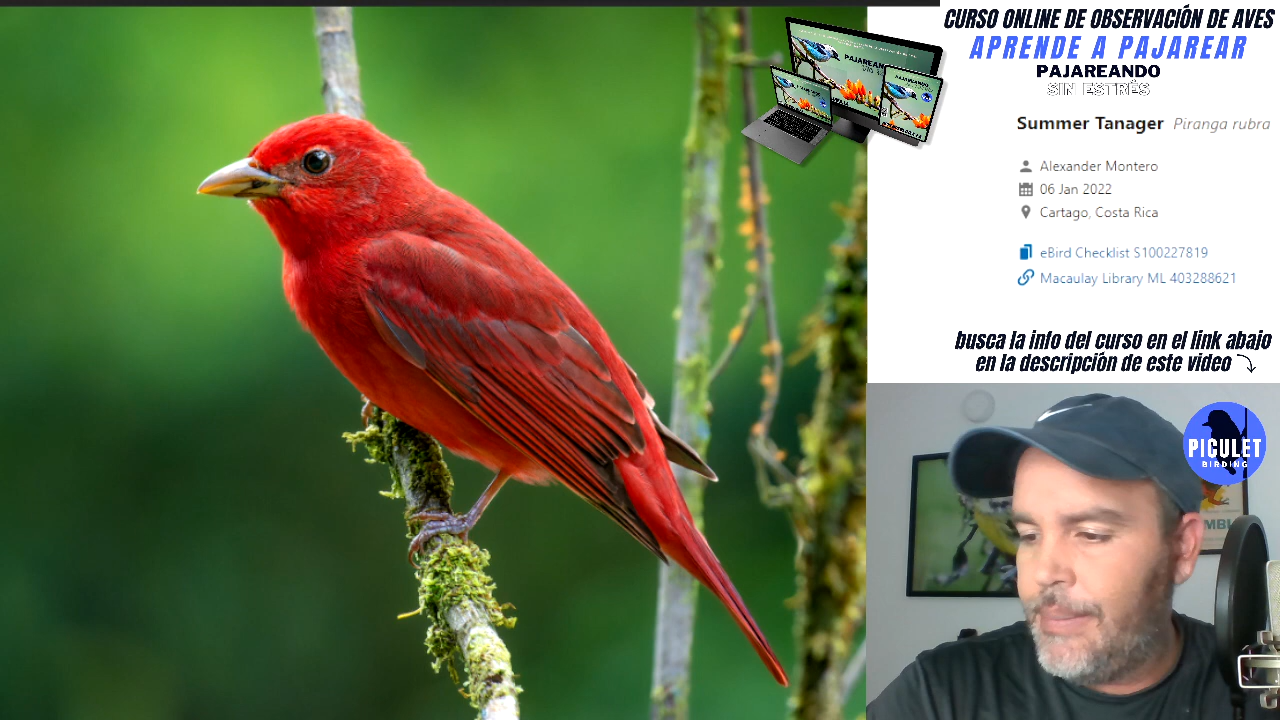 CURSO ONLINE DE OBSERVACIÓN DE AVES
APRENDE A PAJAREAR
PAJAREANDO
SIN ESTRÉS
Summer Tanager Piranga rubra
Alexander Montero
06 Jan 2022
Cartago, Costa Rica
eBird Checklist S100227819
Macaulay Library ML 403288621
busca la info del curso en el link abajo
en la descripción de este video
PICULET
BIRDING
MBI